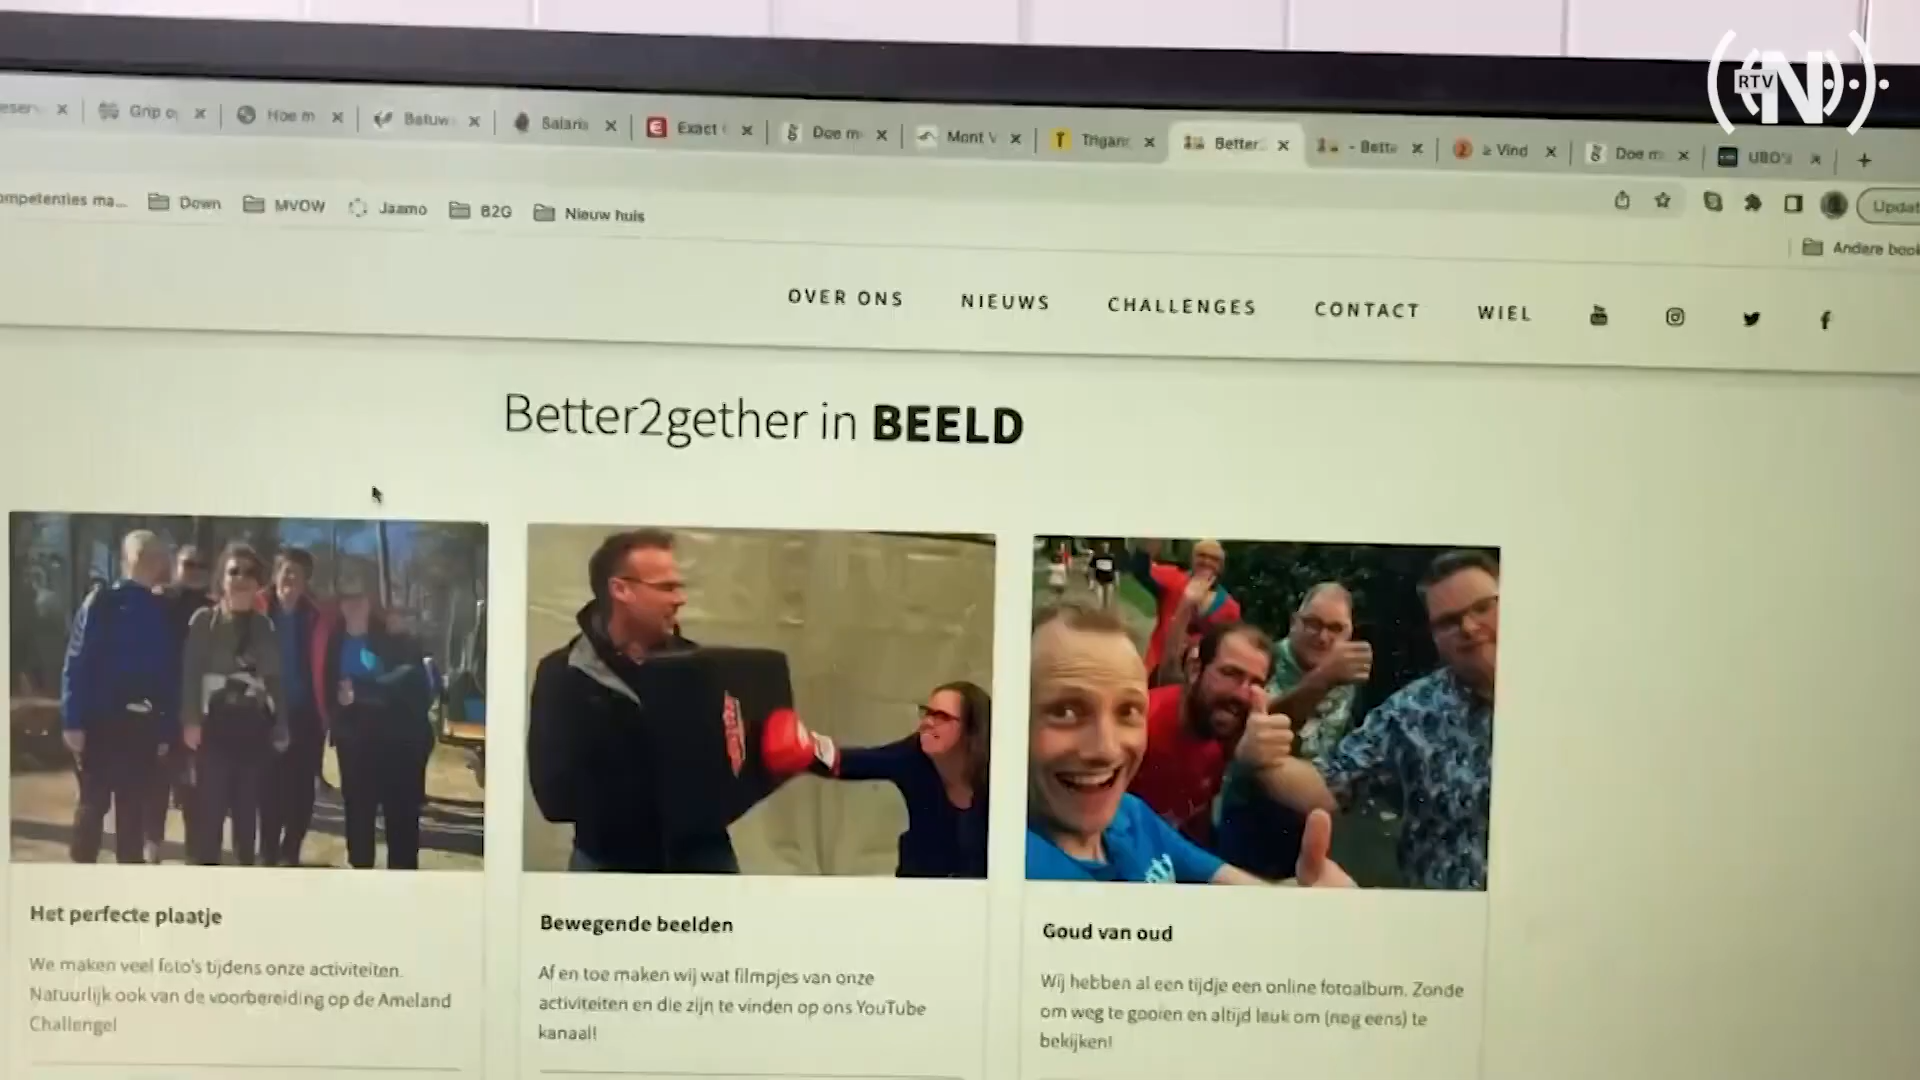 RTV N
Grip o
Hoe m
Batuw
Salaris
Exact
Doe m
Mont V
Trigan
Better
- Bette
2 ≥ Vind
Doe m
UBO's
ompetenties ma...
Down
MVOW
Jaamo
B2G
Nieuw huis
Updat
Andere book
OVER ONS
NIEUWS
CHALLENGES
CONTACT
WIEL
Better2gether in BEELD
Het perfecte plaatje
We maken veel foto's tijdens onze activiteiten.
Natuurlijk ook van de voorbereiding op de Ameland
Challenge!
Bewegende beelden
Af en toe maken wij wat filmpjes van onze
activiteiten en die zijn te vinden op ons YouTube
kanaal!
Goud van oud
Wij hebben al een tijdje een online fotoalbum. Zonde
om weg te gooien en altijd leuk om (nog eens) te
bekijken!